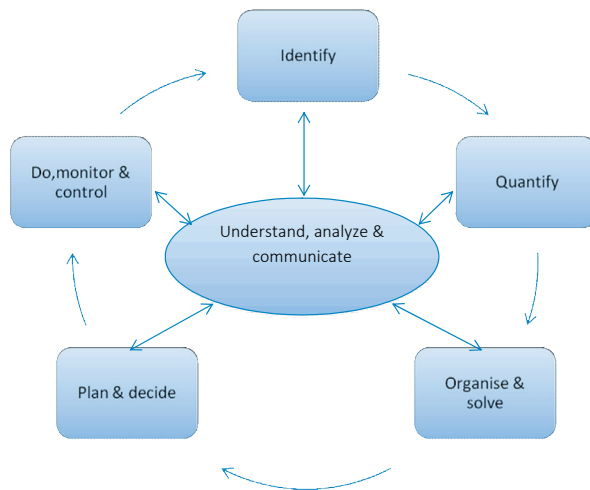 Identify
Do,monitor &
control
Quantify
Understand, analyze &
communicate
Plan & decide
Organise &
solve